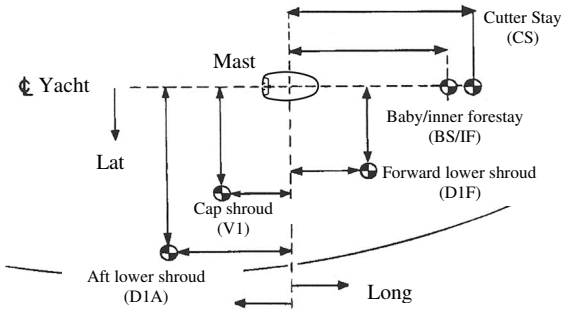 Cutter Stay
(CS)
Mast
℄ Yacht
Baby/inner forestay
(BS/IF)
Lat
Forward lower shroud
(D1F)
Cap shroud
(V1)
Aft lower shroud
(D1A)
Long